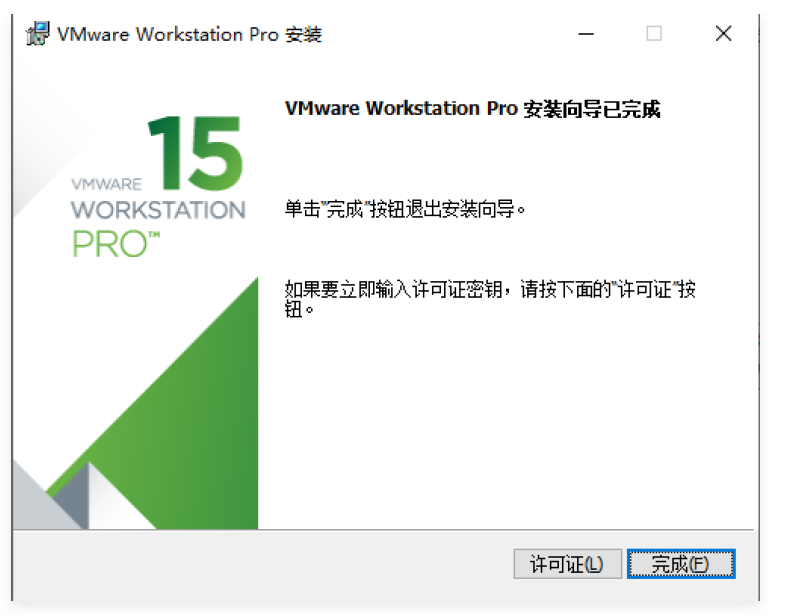 VMware Workstation Pro 安装
VMware Workstation Pro 安装向导已完成
15
VMWARE
WORKSTATION
PRO™
单击"完成"按钮退出安装向导。
如果要立即输入许可证密钥，请按下面的"许可证"按
钮。
许可证(L)
完成(F)